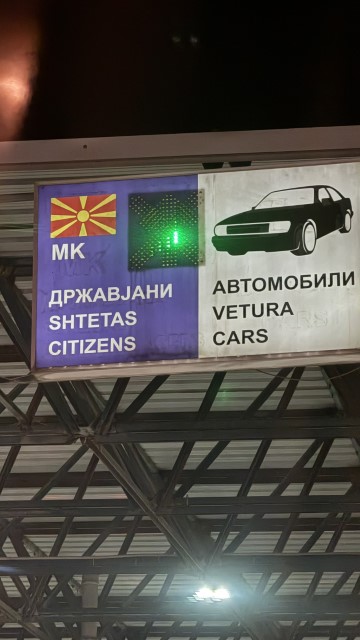 MK
ДРЖАВЈАНИ
SHTETAS
CITIZENS
АВТОМОБИЛИ
VETURA
CARS